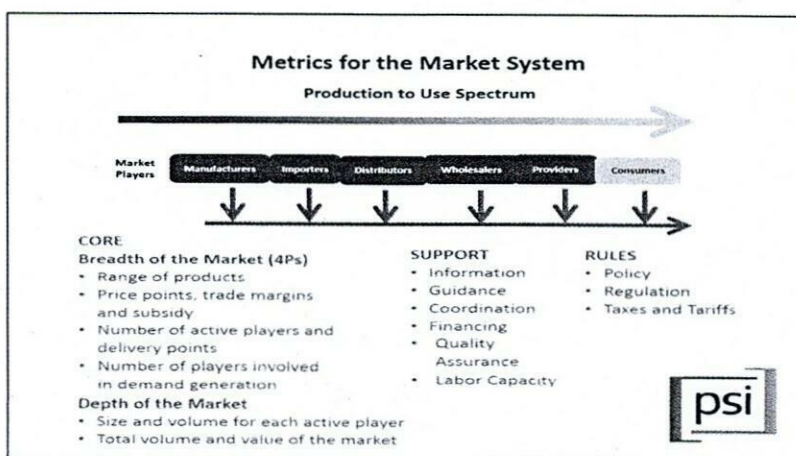 Metrics for the Market System
Production to Use Spectrum
Market
Players
Manufacturers
Importers
Distributors
Wholesalers
Providers
Consumers
CORE
Breadth of the Market (4Ps)
• Range of products
• Price points, trade margins
and subsidy
• Number of active players and
delivery points
• Number of players involved
in demand generation
Depth of the Market
• Size and volume for each active player
• Total volume and value of the market
SUPPORT
• Information
• Guidance
• Coordination
• Financing
• Quality
Assurance
• Labor Capacity
RULES
• Policy
• Regulation
• Taxes and Tariffs
psi